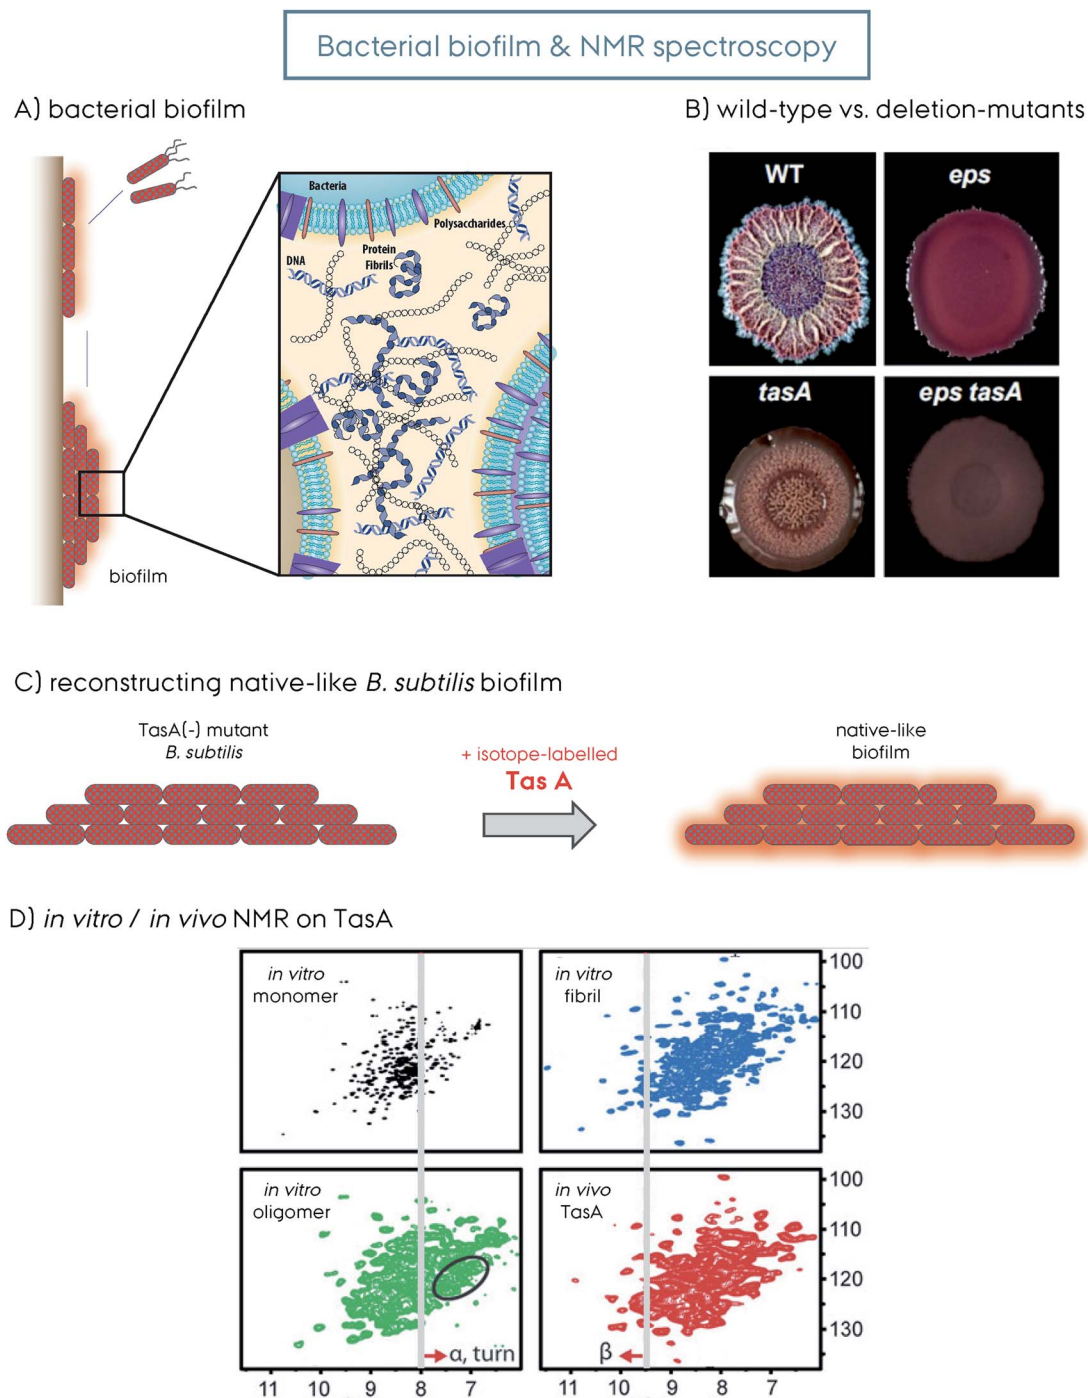 Bacterial biofilm & NMR spectroscopy
A) bacterial biofilm
Bacteria
Polysaccharides
Protein
Fibrils
DNA
biofilm
B) wild-type vs. deletion-mutants
WT
eps
tasA
eps tasA
C) reconstructing native-like B. subtilis biofilm
TasA(-) mutant
B. subtilis
+ isotope-labelled
Tas A
native-like
biofilm
D) in vitro / in vivo NMR on TasA
in vitro
monomer
in vitro
fibril
100
110
120
130
in vitro
oligomer
α, turn
in vivo
TasA
β
100
110
120
130
11 10 9 8 7
11 10 9 8 7